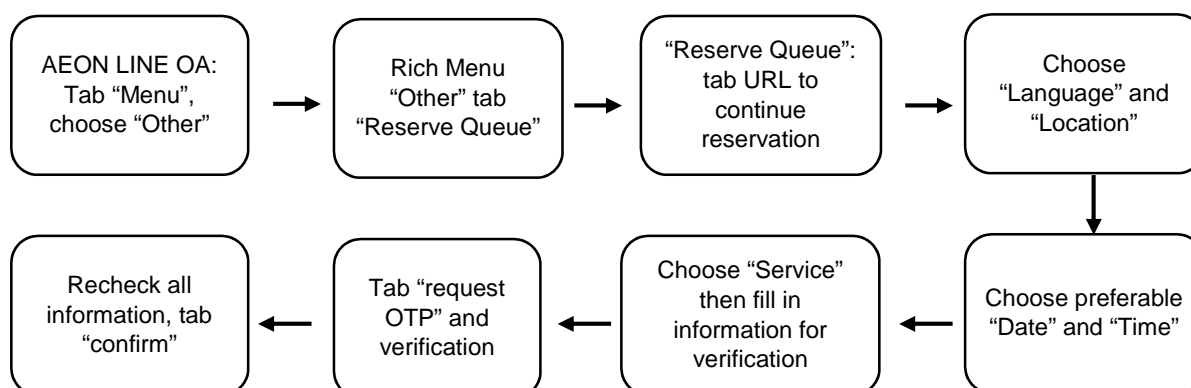 AEON LINE OA:
Tab “Menu”,
choose “Other”
Rich Menu
“Other” tab
“Reserve Queue”
“Reserve Queue”:
tab URL to
continue
reservation
Choose
“Language” and
“Location”
Choose preferable
“Date” and “Time”
Choose “Service”
then fill in
information for
verification
Tab “request
OTP” and
verification
Recheck all
information, tab
“confirm”